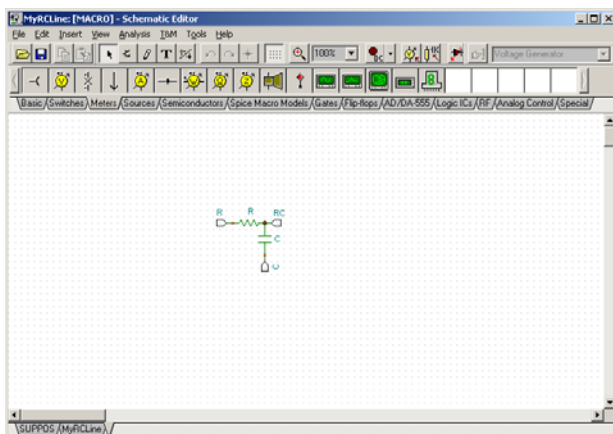 MyRCLine: [MACRO] - Schematic Editor
File Edit Insert View Analysis T&M Tools Help
T 100% DC Voltage Generator
Basic Switches Meters Sources Semiconductors Spice Macro Models Gates Flip-flops AD/DA-555 Logic ICs RF Analog Control Special
R R RC
C
C
SUPPOS MyRCLine